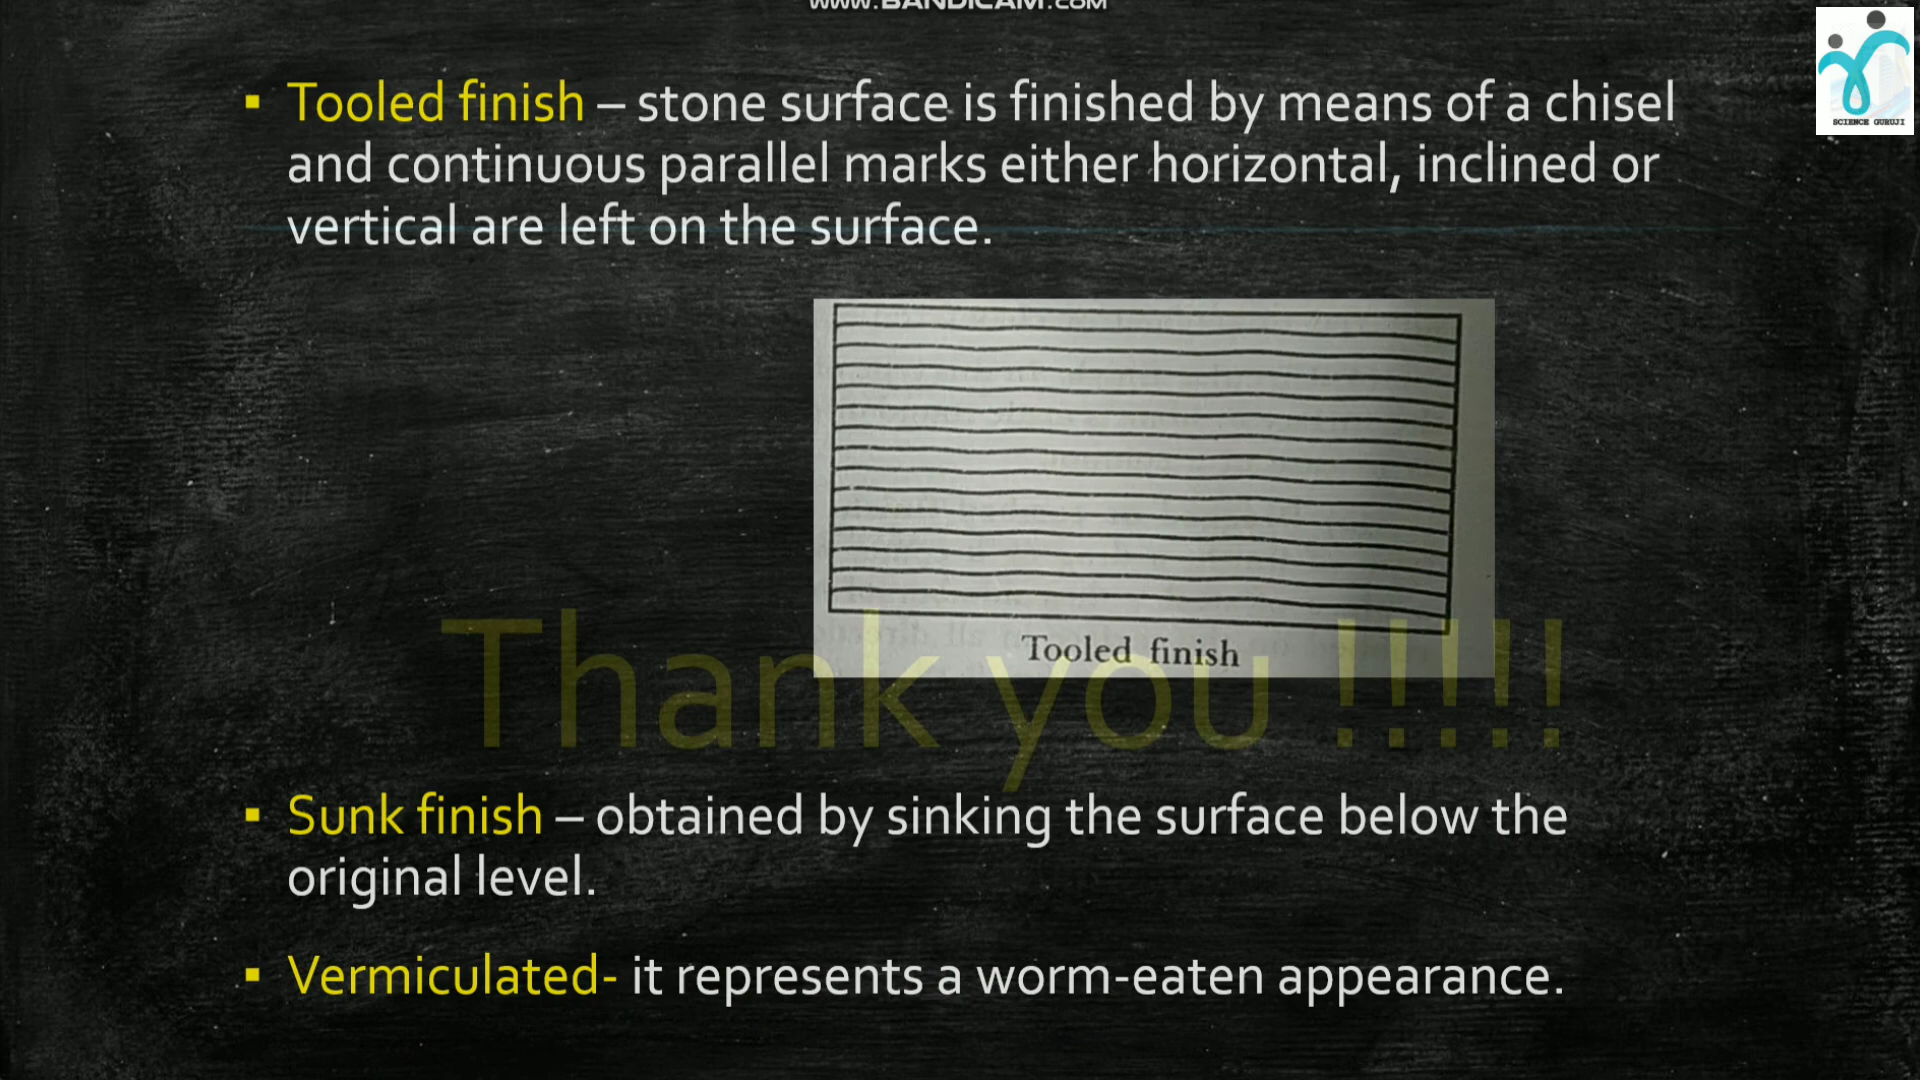 www.BANDICAM.COM
SCIENCE GURUJI
▪ Tooled finish – stone surface is finished by means of a chisel
and continuous parallel marks either horizontal, inclined or
vertical are left on the surface.
Tooled finish
Thank you !!!!!
▪ Sunk finish – obtained by sinking the surface below the
original level.
▪ Vermiculated- it represents a worm-eaten appearance.